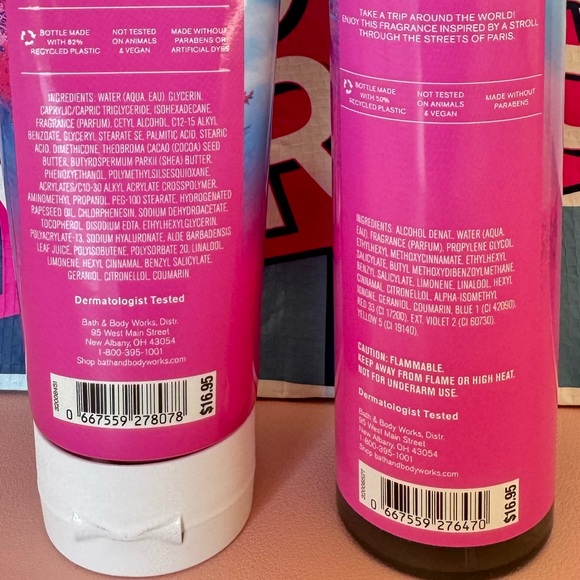 BOTTLE MADE
WITH 82%
RECYCLED PLASTIC
NOT TESTED
ON ANIMALS
& VEGAN
MADE WITHOUT
PARABENS OR
ARTIFICIAL DYES
INGREDIENTS: WATER (AQUA, EAU), GLYCERIN,
CAPRYLIC/CAPRIC TRIGLYCERIDE, ISOHEXADECANE,
FRAGRANCE (PARFUM), CETYL ALCOHOL, C12-15 ALKYL
BENZOATE, GLYCERYL STEARATE SE, PALMITIC ACID, STEARIC
ACID, DIMETHICONE, THEOBROMA CACAO (COCOA) SEED
BUTTER, BUTYROSPERMUM PARKII (SHEA) BUTTER,
PHENOXYETHANOL, POLYMETHYLSILSESQUIOXANE,
ACRYLATES/C10-30 ALKYL ACRYLATE CROSSPOLYMER,
AMINOMETHYL PROPANOL, PEG-100 STEARATE, HYDROGENATED
RAPESEED OIL, CHLORPHENESIN, SODIUM DEHYDROACETATE,
TOCOPHEROL, DISODIUM EDTA, ETHYLHEXYLGLYCERIN,
POLYACRYLATE-13, SODIUM HYALURONATE, ALOE BARBADENSIS
LEAF JUICE, POLYISOBUTENE, POLYSORBATE 20, LINALOOL,
LIMONENE, HEXYL CINNAMAL, BENZYL SALICYLATE,
GERANIOL, CITRONELLOL, COUMARIN.
Dermatologist Tested
Bath & Body Works, Distr.
95 West Main Street
New Albany, OH 43054
1-800-395-1001
Shop bathandbodyworks.com
0 667559 278078
$16.95
TAKE A TRIP AROUND THE WORLD!
ENJOY THIS FRAGRANCE INSPIRED BY A STROLL
THROUGH THE STREETS OF PARIS.
BOTTLE MADE
WITH 50%
RECYCLED PLASTIC
NOT TESTED
ON ANIMALS
& VEGAN
MADE WITHOUT
PARABENS
INGREDIENTS: ALCOHOL DENAT., WATER (AQUA,
EAU), FRAGRANCE (PARFUM), PROPYLENE GLYCOL,
ETHYLHEXYL METHOXYCINNAMATE, ETHYLHEXYL
SALICYLATE, BUTYL METHOXYDIBENZOYLMETHANE,
BENZYL SALICYLATE, LIMONENE, LINALOOL, HEXYL
CINNAMAL, CITRONELLOL, ALPHA-ISOMETHYL
IONONE, GERANIOL, COUMARIN, BLUE 1 (CI 42090),
RED 33 (CI 17200), EXT. VIOLET 2 (CI 60730),
YELLOW 5 (CI 19140).
CAUTION: FLAMMABLE.
KEEP AWAY FROM FLAME OR HIGH HEAT.
NOT FOR UNDERARM USE.
Dermatologist Tested
Bath & Body Works, Distr.
95 West Main Street
New Albany, OH 43054
1-800-395-1001
Shop bathandbodyworks.com
0 667559 276470
$16.95